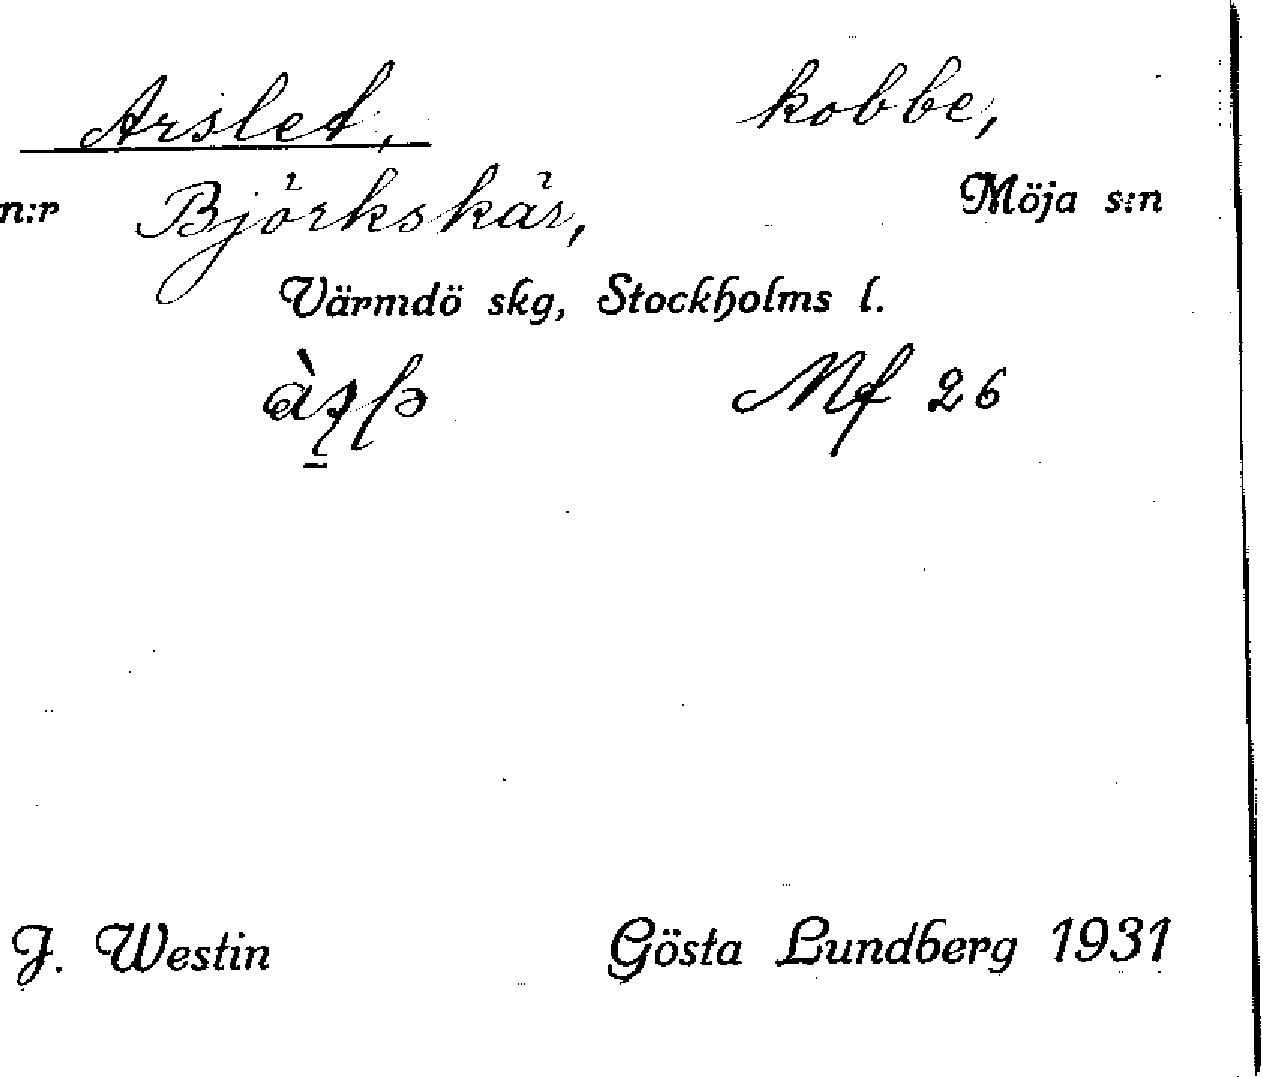 Arslet, kobbe,
n:r Björkskär, Möja s:n
Värmdö skg, Stockholms l.
Mf 26
J. Westin Gösta Lundberg 1931